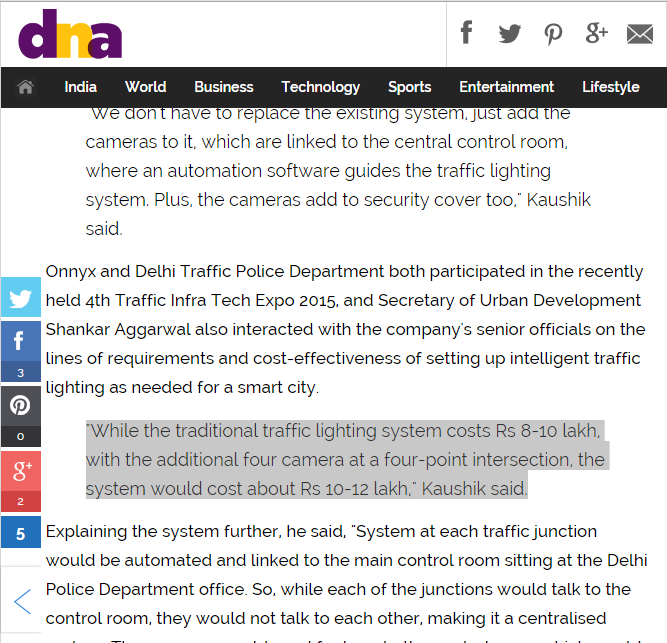 dna
g+
India World Business Technology Sports Entertainment Lifestyle
"We don't have to replace the existing system, just add the
cameras to it, which are linked to the central control room,
where an automation software guides the traffic lighting
system. Plus, the cameras add to security cover too," Kaushik
said.
Onnyx and Delhi Traffic Police Department both participated in the recently
held 4th Traffic Infra Tech Expo 2015, and Secretary of Urban Development
Shankar Aggarwal also interacted with the company's senior officials on the
lines of requirements and cost-effectiveness of setting up intelligent traffic
lighting as needed for a smart city.
3
0
g+
2
5
"While the traditional traffic lighting system costs Rs 8-10 lakh,
with the additional four camera at a four-point intersection, the
system would cost about Rs 10-12 lakh," Kaushik said.
Explaining the system further, he said, "System at each traffic junction
would be automated and linked to the main control room sitting at the Delhi
Police Department office. So, while each of the junctions would talk to the
control room, they would not talk to each other, making it a centralised